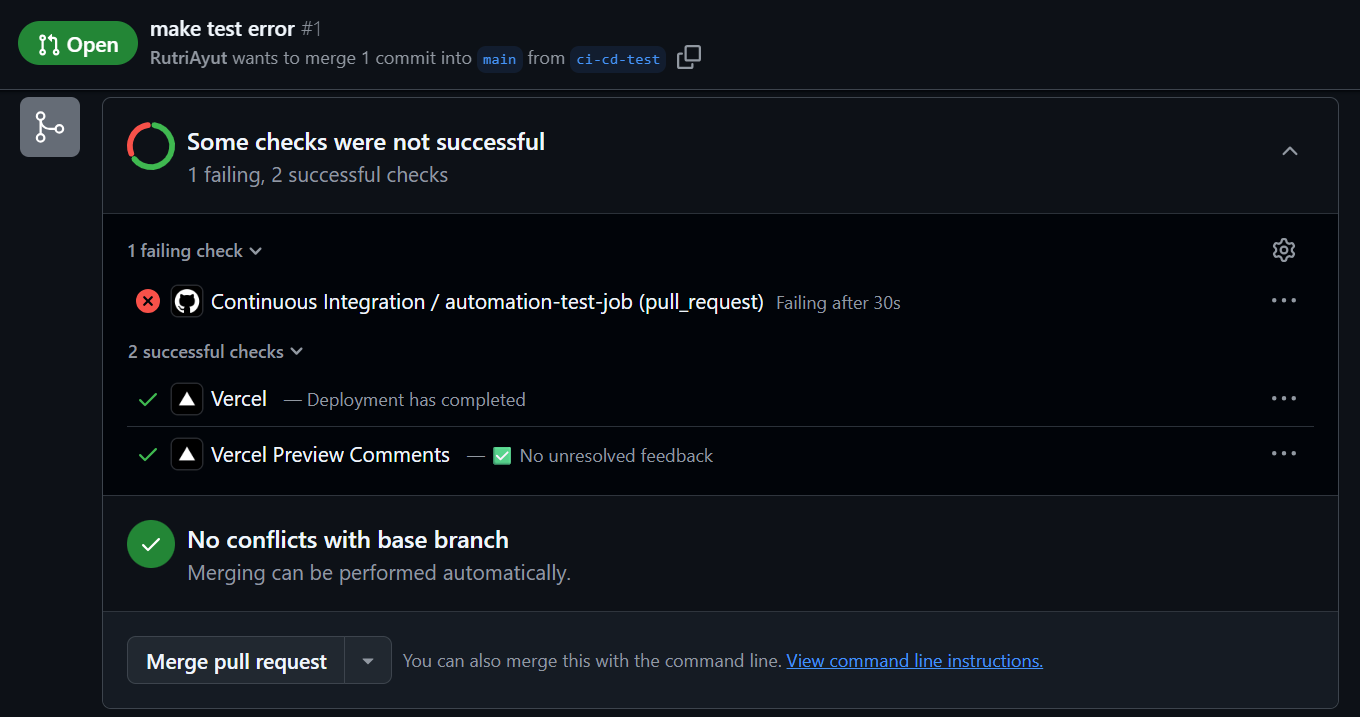 Open
make test error #1
RutriAyut wants to merge 1 commit into main from ci-cd-test
Some checks were not successful
1 failing, 2 successful checks
1 failing check
Continuous Integration / automation-test-job (pull_request) Failing after 30s
2 successful checks
Vercel — Deployment has completed
Vercel Preview Comments — ✅ No unresolved feedback
No conflicts with base branch
Merging can be performed automatically.
Merge pull request
You can also merge this with the command line. View command line instructions.